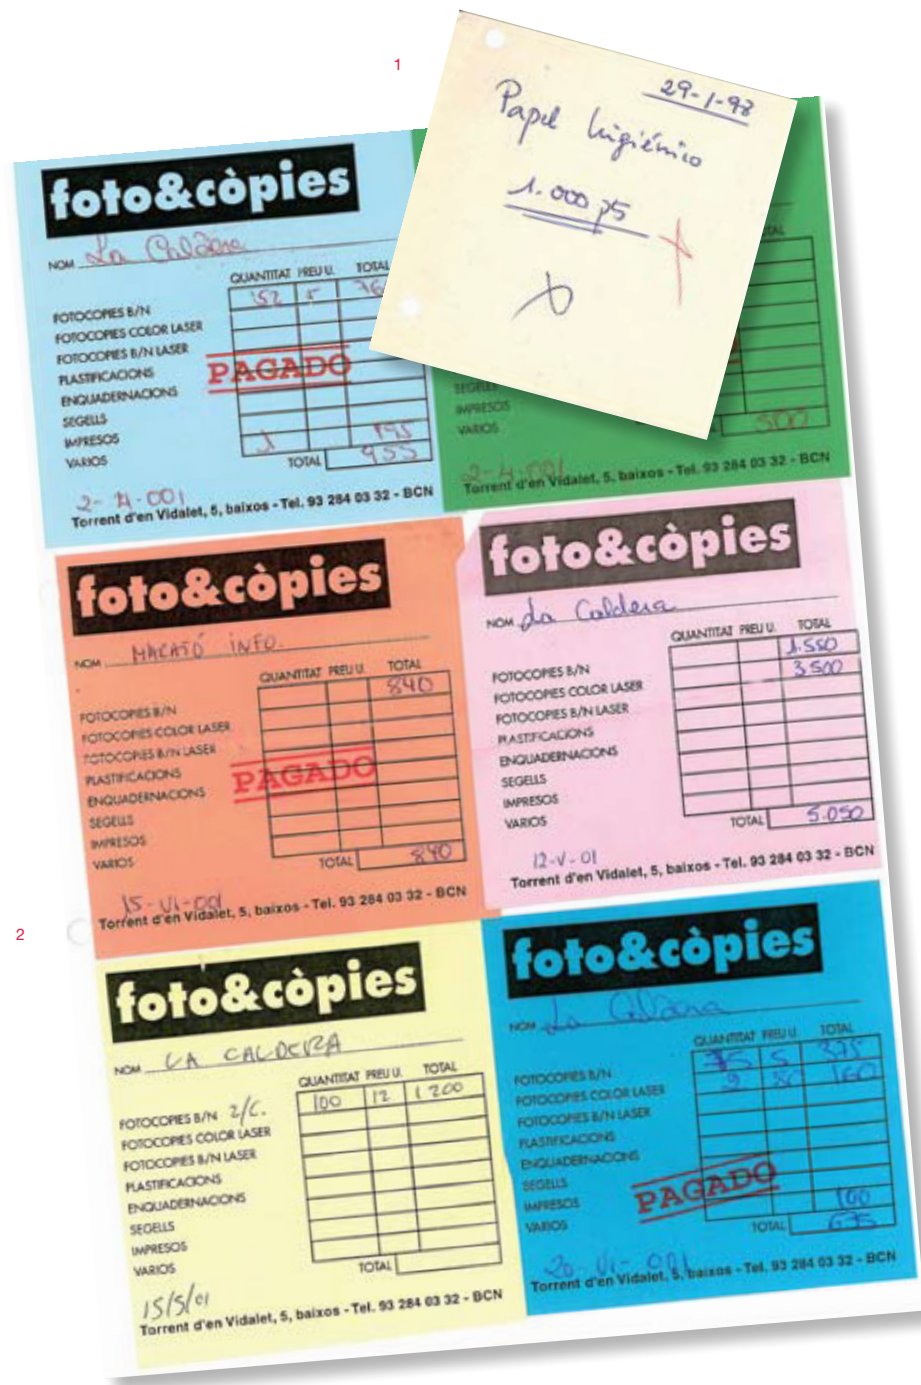 1
29-1-98
Papel higiénico
1.000 pts
foto&còpies
NOM La Caldera
QUANTITAT PREU U. TOTAL
FOTOCOPIES B/N 152 5 76
FOTOCOPIES COLOR LASER
FOTOCOPIES B/N LASER
PLASTIFICACIONS
ENQUADERNACIONS
SEGELLS
IMPRESOS
VARIOS 1 195
PAGADO
TOTAL 955
2-4-001
Torrent d'en Vidalet, 5, baixos - Tel. 93 284 03 32 - BCN
TAL
SEGELLS
IMPRESOS
VARIOS
500
2-4-001
Torrent d'en Vidalet, 5, baixos - Tel. 93 284 03 32 - BCN
foto&còpies
NOM MARATÓ INFO.
QUANTITAT PREU U. TOTAL
FOTOCOPIES B/N 840
FOTOCOPIES COLOR LASER
FOTOCOPIES B/N LASER
PLASTIFICACIONS
ENQUADERNACIONS
SEGELLS
IMPRESOS
VARIOS
PAGADO
TOTAL 840
15-VI-001
Torrent d'en Vidalet, 5, baixos - Tel. 93 284 03 32 - BCN
foto&còpies
NOM La Caldera
QUANTITAT PREU U. TOTAL
FOTOCOPIES B/N 1.550
FOTOCOPIES COLOR LASER 3.500
FOTOCOPIES B/N LASER
PLASTIFICACIONS
ENQUADERNACIONS
SEGELLS
IMPRESOS
VARIOS
TOTAL 5.050
12-V-01
Torrent d'en Vidalet, 5, baixos - Tel. 93 284 03 32 - BCN
2
foto&còpies
NOM LA CALDERA
QUANTITAT PREU U. TOTAL
FOTOCOPIES B/N 2/C. 100 12 1.200
FOTOCOPIES COLOR LASER
FOTOCOPIES B/N LASER
PLASTIFICACIONS
ENQUADERNACIONS
SEGELLS
IMPRESOS
VARIOS
TOTAL
15/5/01
Torrent d'en Vidalet, 5, baixos - Tel. 93 284 03 32 - BCN
foto&còpies
NOM La Caldera
QUANTITAT PREU U. TOTAL
FOTOCOPIES B/N 75 5 375
FOTOCOPIES COLOR LASER 2 80 160
FOTOCOPIES B/N LASER
PLASTIFICACIONS
ENQUADERNACIONS
SEGELLS
IMPRESOS
VARIOS 100
PAGADO
TOTAL 635
20-VI-001
Torrent d'en Vidalet, 5, baixos - Tel. 93 284 03 32 - BCN